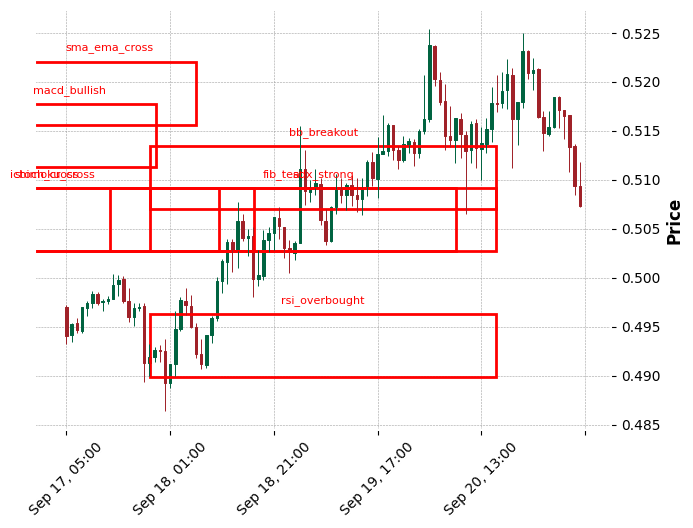 sma_ema_cross
macd_bullish
bb_breakout
rsi_overbought
0.525
0.520
0.515
0.510
0.505
0.500
0.495
0.490
0.485
Price
Sep 17, 05:00
Sep 18, 01:00
Sep 18, 21:00
Sep 19, 17:00
Sep 20, 13:00